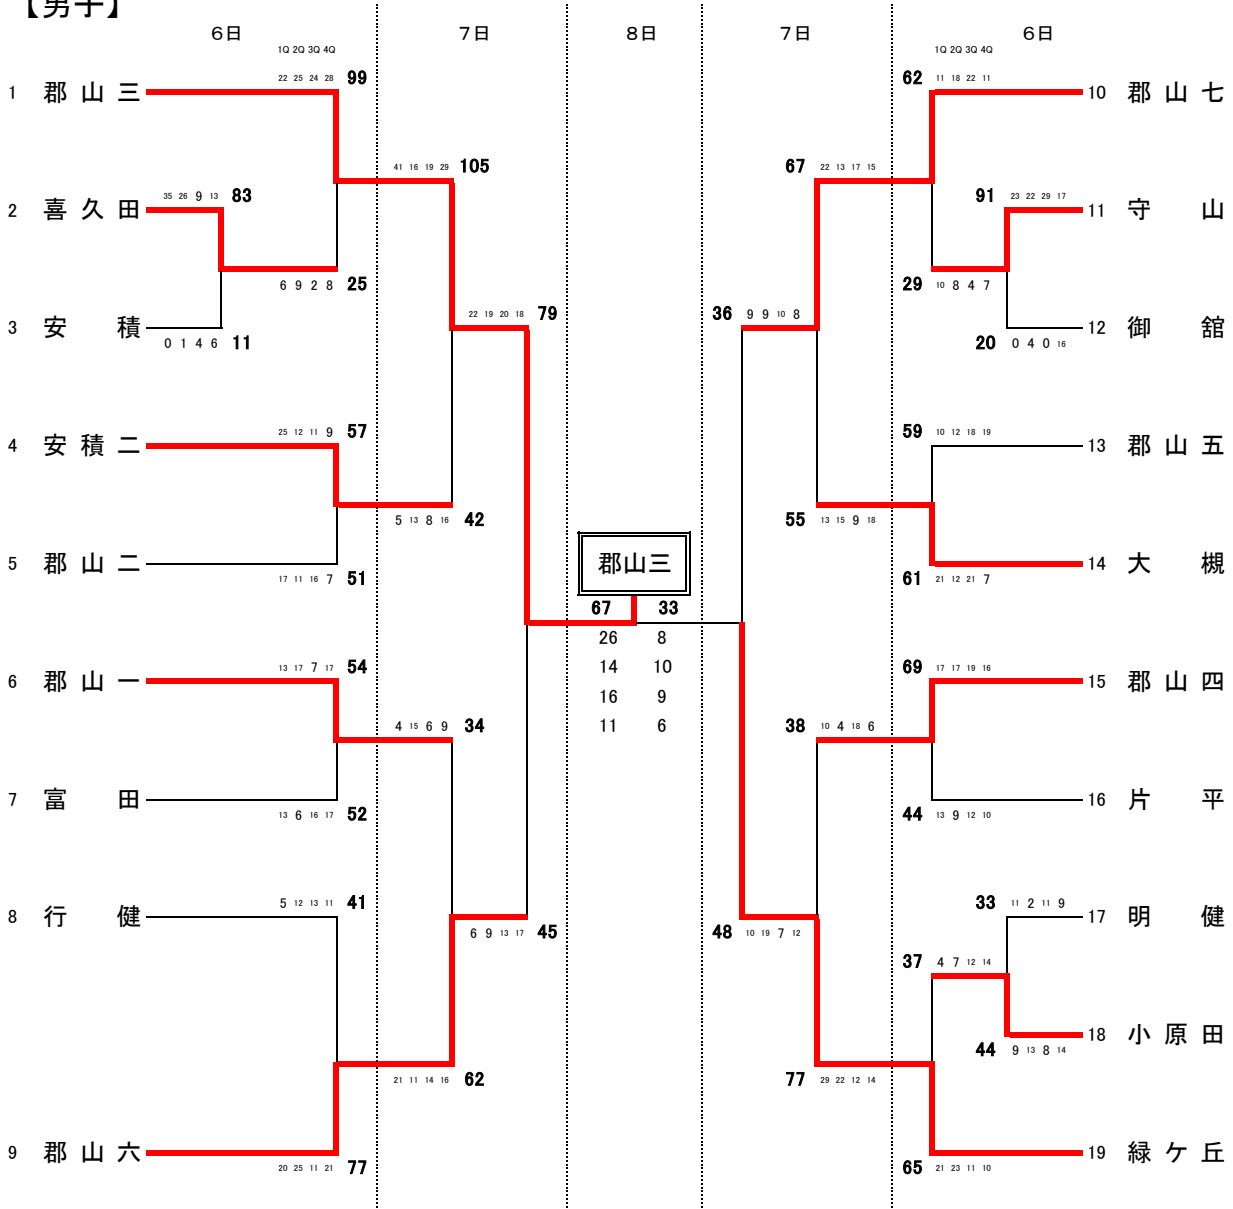 【男子】
6日 7日 8日 7日 6日
1Q 2Q 3Q 4Q 1Q 2Q 3Q 4Q
22 25 24 28 99 62 11 18 22 11
1 郡山三 10 郡山七
41 16 19 29 105 67 22 13 17 15
35 26 9 13 83 91 23 22 29 17
2 喜久田 11 守山
6 9 2 8 25 29 10 8 4 7
22 19 20 18 79 36 9 9 10 8
3 安積 12 御舘
0 1 4 6 11 20 0 4 0 16
25 12 11 9 57 59 10 12 18 19
4 安積二 13 郡山五
5 13 8 16 42 55 13 15 9 18
5 郡山二 郡山三 14 大槻
17 11 16 7 51 61 21 12 21 7
67 33
26 8
13 17 7 17 54 14 10 69 17 17 19 16
6 郡山一 15 郡山四
16 9
4 15 6 9 34 11 6 38 10 4 18 6
7 富田 16 片平
13 6 16 17 52 44 13 9 12 10
5 12 13 11 41 33 11 2 11 9
8 行健 17 明健
6 9 13 17 45 48 10 19 7 12
37 4 7 12 14
18 小原田
44 9 13 8 14
21 11 14 16 62 77 29 22 12 14
9 郡山六 19 緑ケ丘
20 25 11 21 77 65 21 23 11 10